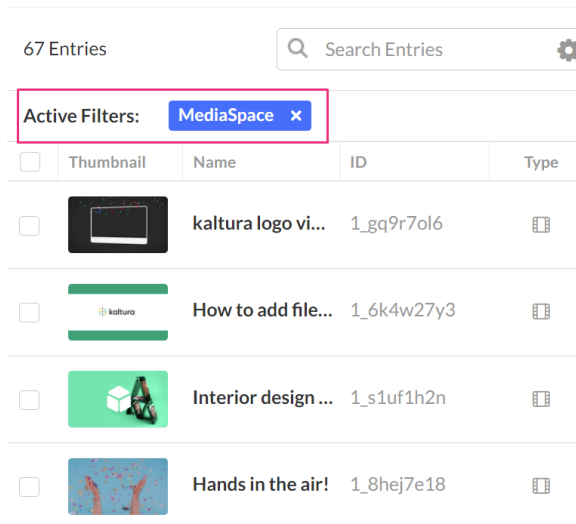 67 Entries
Search Entries
Active Filters: MediaSpace ×
Thumbnail Name ID Type
kaltura logo vi... 1_gq9r7ol6
kaltura
How to add file... 1_6k4w27y3
Interior design ... 1_s1uf1h2n
Hands in the air! 1_8hej7e18